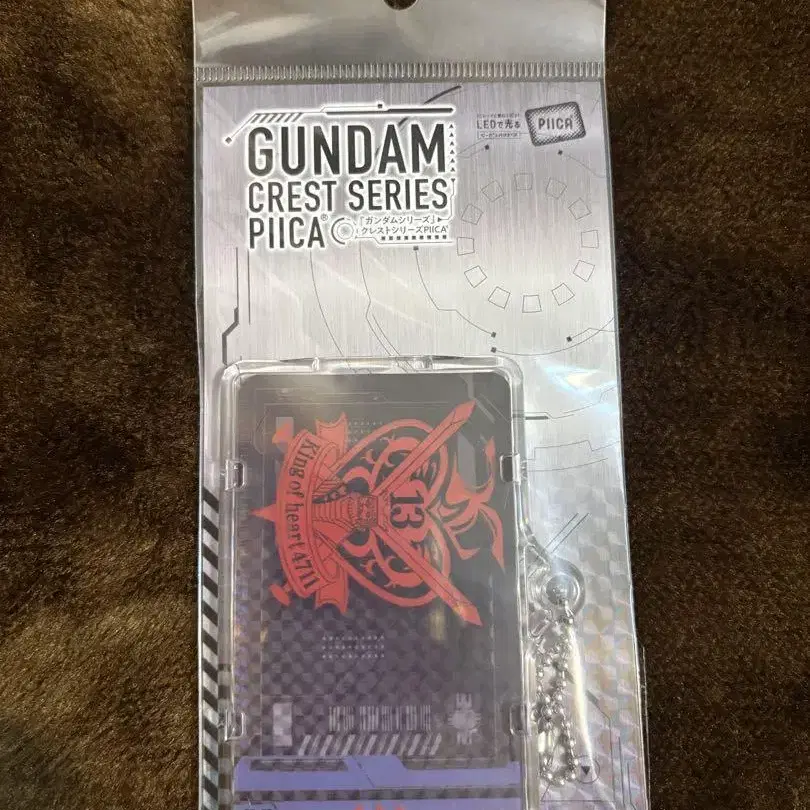 GUNDAM
CREST SERIES
PIICA®
「ガンダムシリーズ」
クレストシリーズPIICA
LEDで光る
PIICA
13
King of heart 4711